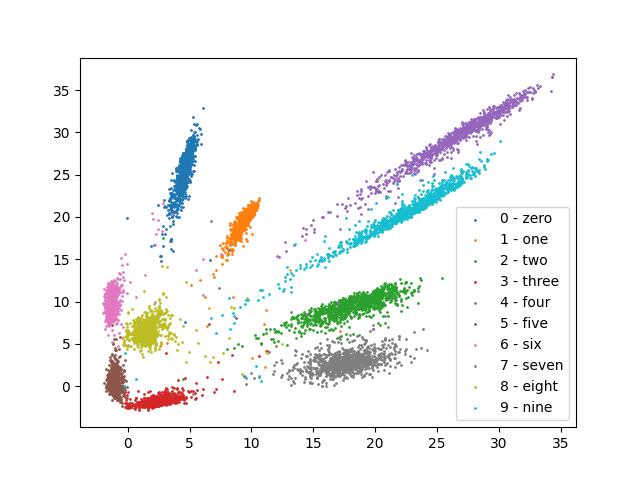 35
30
25
20
15
10
5
0
0 5 10 15 20 25 30 35
0 - zero
1 - one
2 - two
3 - three
4 - four
5 - five
6 - six
7 - seven
8 - eight
9 - nine